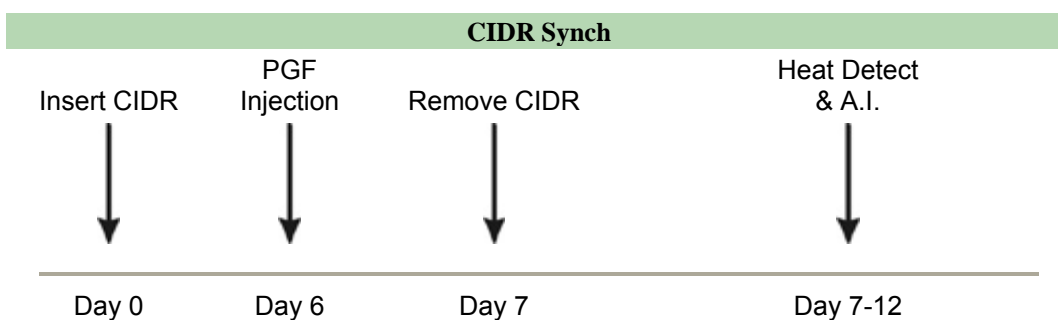 CIDR Synch
PGF
Injection
Insert CIDR
Remove CIDR
Heat Detect
& A.I.
Day 0
Day 6
Day 7
Day 7-12